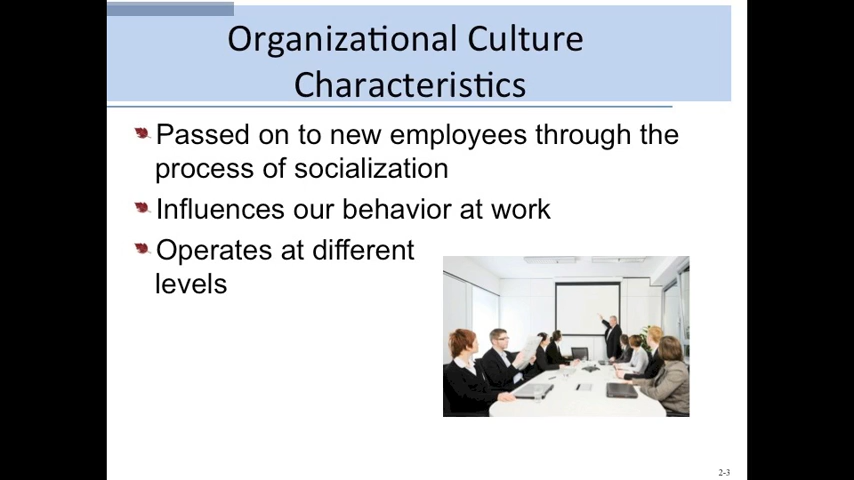 Organizational Culture
Characteristics
Passed on to new employees through the
process of socialization
Influences our behavior at work
Operates at different
levels
2-3